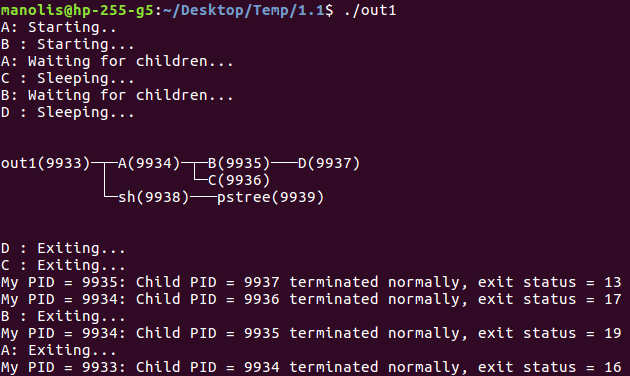 manolis@hp-255-g5:~/Desktop/Temp/1.1$ ./out1
A: Starting..
B : Starting...
A: Waiting for children...
C : Sleeping...
B: Waiting for children...
D : Sleeping...
out1(9933)─┬─A(9934)─┬─B(9935)───D(9937)
           │         └─C(9936)
           └─sh(9938)───pstree(9939)
D : Exiting...
C : Exiting...
My PID = 9935: Child PID = 9937 terminated normally, exit status = 13
My PID = 9934: Child PID = 9936 terminated normally, exit status = 17
B : Exiting...
My PID = 9934: Child PID = 9935 terminated normally, exit status = 19
A: Exiting...
My PID = 9933: Child PID = 9934 terminated normally, exit status = 16